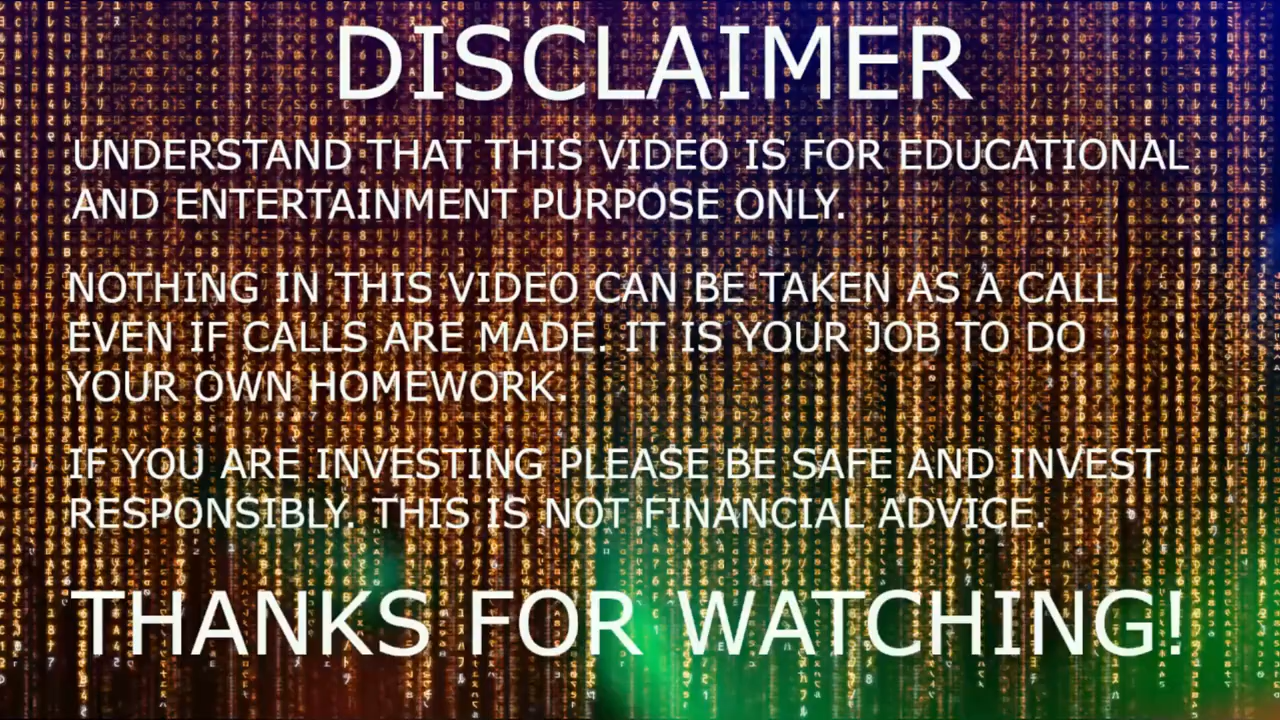 DISCLAIMER
UNDERSTAND THAT THIS VIDEO IS FOR EDUCATIONAL
AND ENTERTAINMENT PURPOSE ONLY.
NOTHING IN THIS VIDEO CAN BE TAKEN AS A CALL
EVEN IF CALLS ARE MADE. IT IS YOUR JOB TO DO
YOUR OWN HOMEWORK.
IF YOU ARE INVESTING PLEASE BE SAFE AND INVEST
RESPONSIBLY. THIS IS NOT FINANCIAL ADVICE.
THANKS FOR WATCHING!